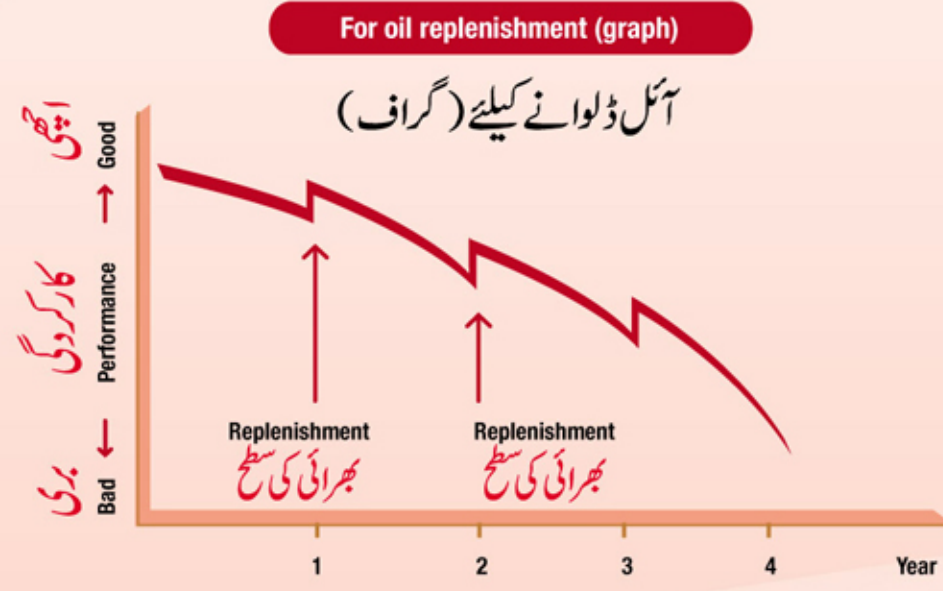 For oil replenishment (graph)
آئل ڈلوانے کیلئے (گراف)
اچھی
Good
کارکردگی
Performance
بری
Bad
Replenishment
بھرائی کی سطح
Replenishment
بھرائی کی سطح
1 2 3 4 Year